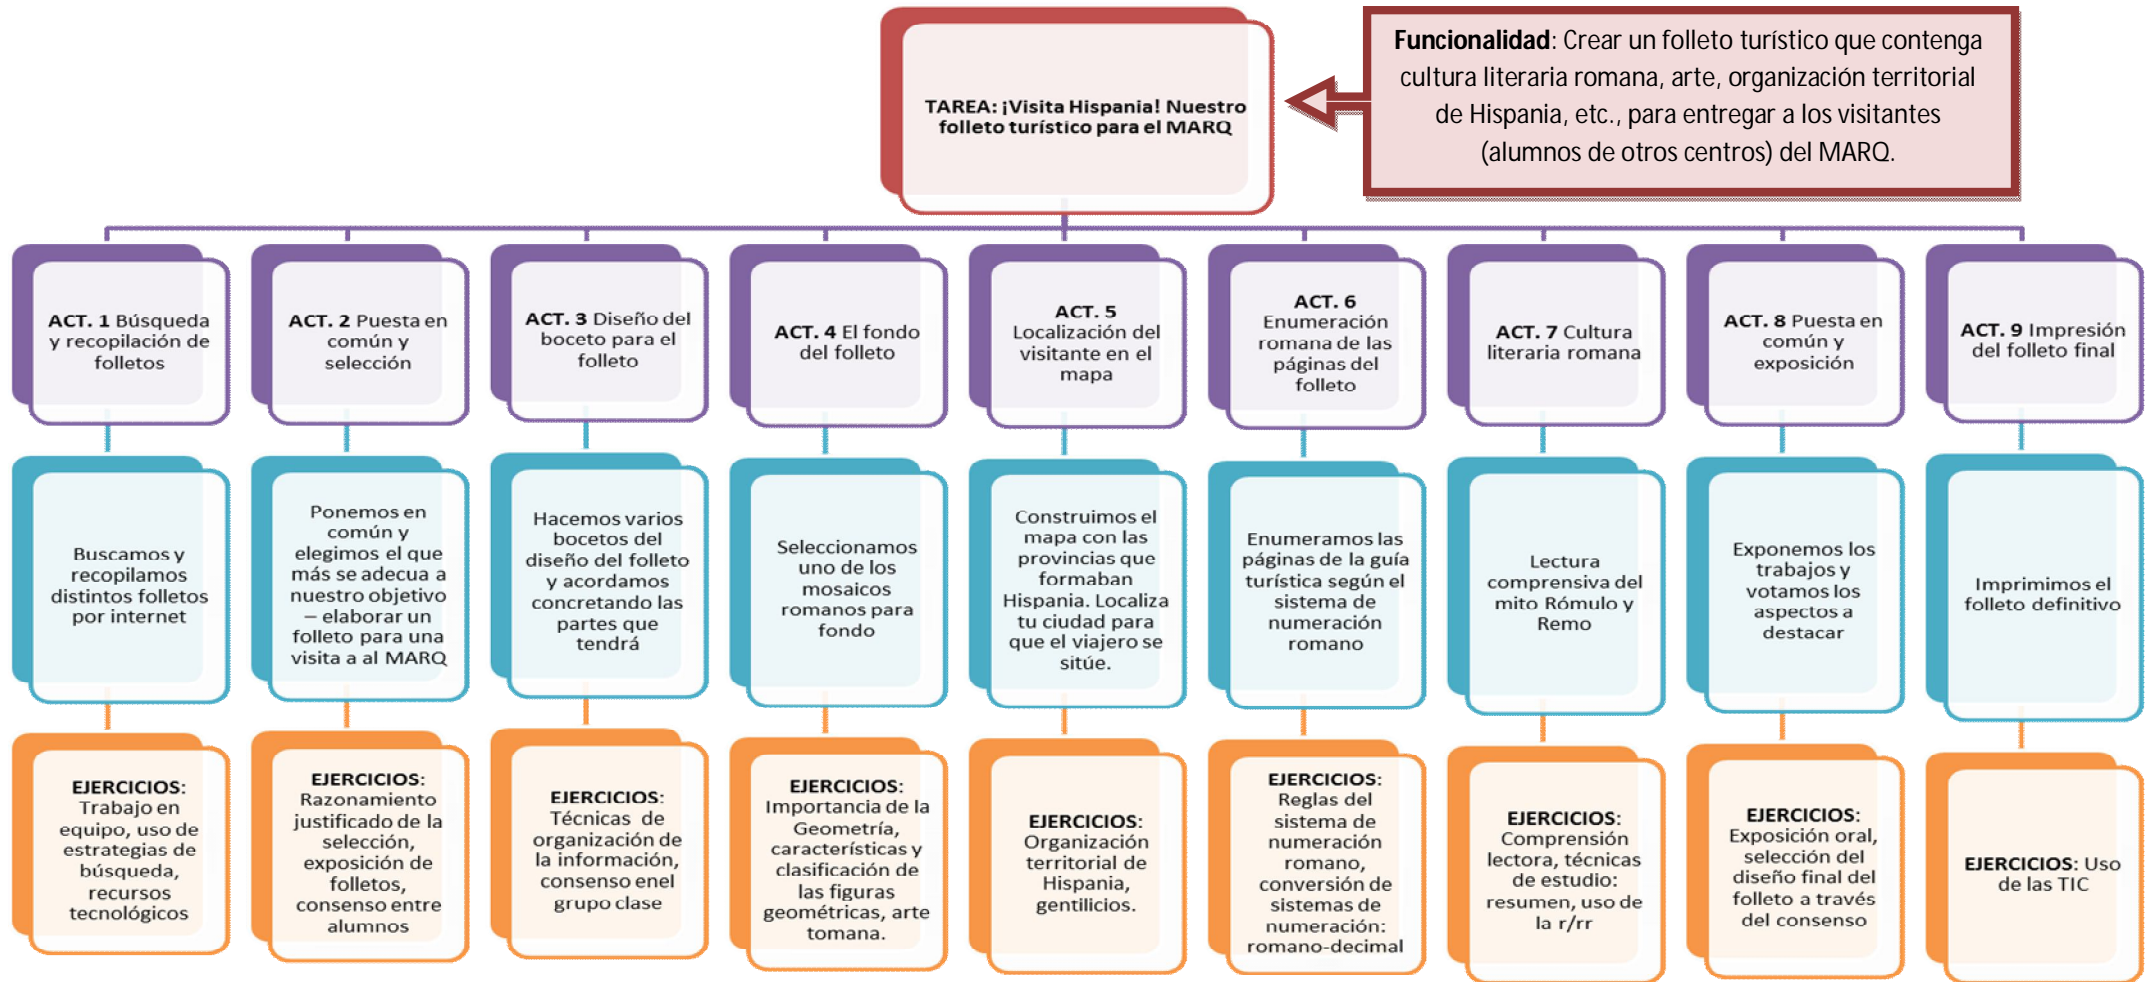 TAREA: ¡Visita Hispania! Nuestro
folleto turístico para el MARQ
Funcionalidad: Crear un folleto turístico que contenga
cultura literaria romana, arte, organización territorial
de Hispania, etc., para entregar a los visitantes
(alumnos de otros centros) del MARQ.
ACT. 1 Búsqueda
y recopilación de
folletos
ACT. 2 Puesta en
común y
selección
ACT. 3 Diseño del
boceto para el
folleto
ACT. 4 El fondo
del folleto
ACT. 5
Localización del
visitante en el
mapa
ACT. 6
Enumeración
romana de las
páginas del
folleto
ACT. 7 Cultura
literaria romana
ACT. 8 Puesta en
común y
exposición
ACT. 9 Impresión
del folleto final
Buscamos y
recopilamos
distintos folletos
por internet
Ponemos en
común y
elegimos el que
más se adecua a
nuestro objetivo
– elaborar un
folleto para una
visita a al MARQ
Hacemos varios
bocetos del
diseño del folleto
y acordamos
concretando las
partes que
tendrá
Seleccionamos
uno de los
mosaicos
romanos para
fondo
Construimos el
mapa con las
provincias que
formaban
Hispania. Localiza
tu ciudad para
que el viajero se
sitúe.
Enumeramos las
páginas de la guía
turística según el
sistema de
numeración
romano
Lectura
comprensiva del
mito Rómulo y
Remo
Exponemos los
trabajos y
votamos los
aspectos a
destacar
Imprimimos el
folleto definitivo
EJERCICIOS:
Trabajo en
equipo, uso de
estrategias de
búsqueda,
recursos
tecnológicos
EJERCICIOS:
Razonamiento
justificado de la
selección,
exposición de
folletos,
consenso entre
alumnos
EJERCICIOS:
Técnicas de
organización de
la información,
consenso enel
grupo clase
EJERCICIOS:
Importancia de la
Geometría,
características y
clasificación de
las figuras
geométricas, arte
tomana.
EJERCICIOS:
Organización
territorial de
Hispania,
gentilicios.
EJERCICIOS:
Reglas del
sistema de
numeración
romano,
conversión de
sistemas de
numeración:
romano-decimal
EJERCICIOS:
Comprensión
lectora, técnicas
de estudio:
resumen, uso de
la r/rr
EJERCICIOS:
Exposición oral,
selección del
diseño final del
folleto a través
del consenso
EJERCICIOS: Uso
de las TIC